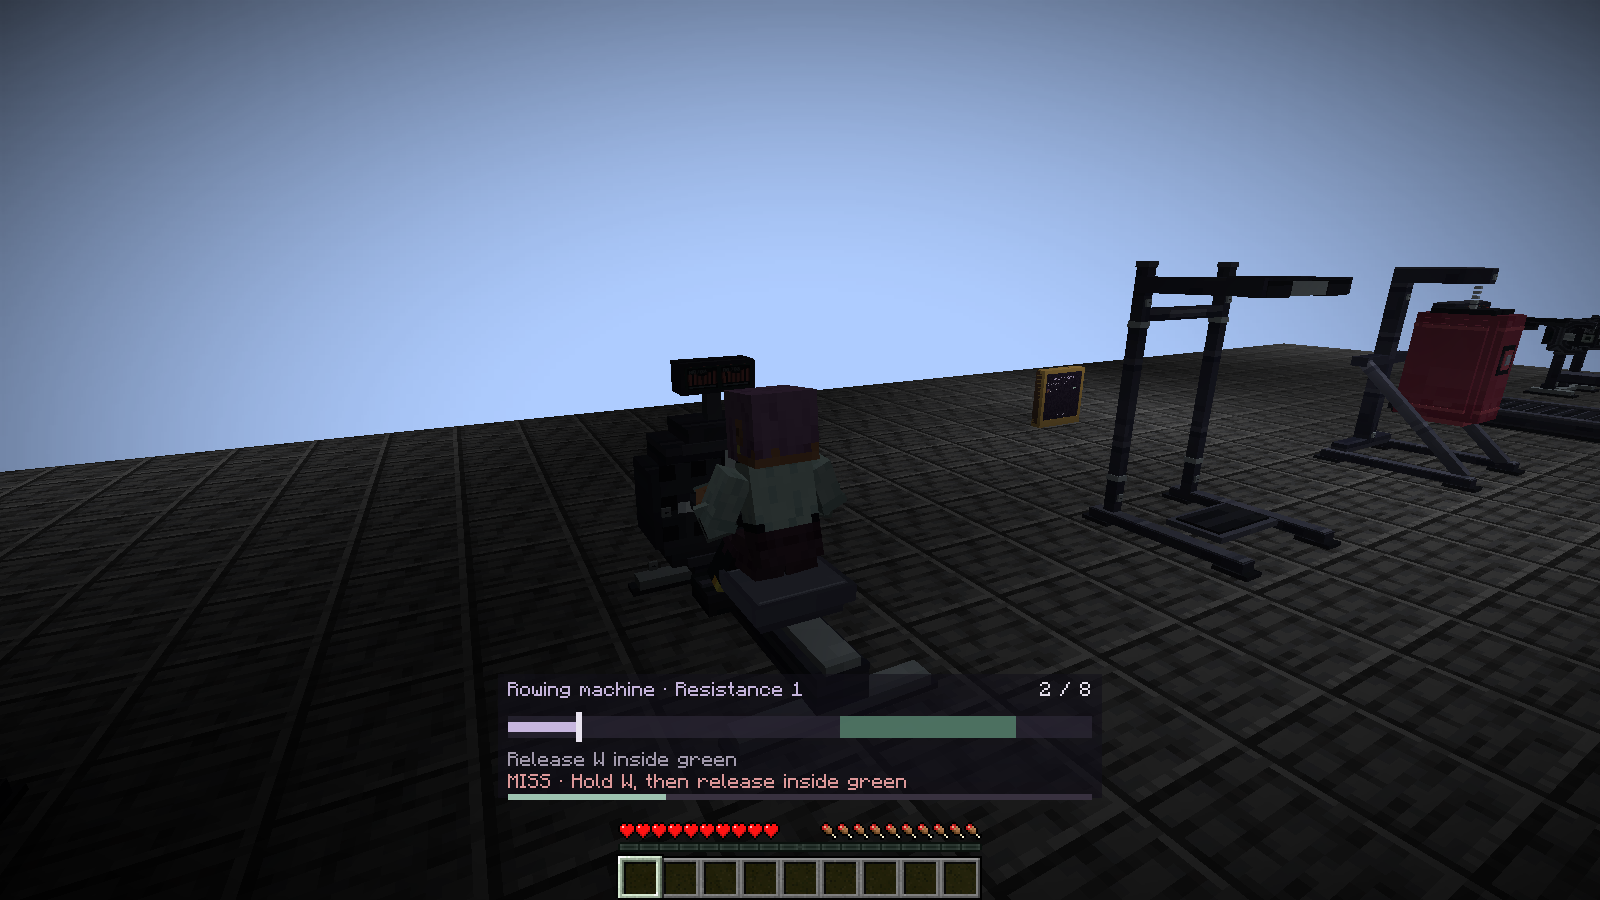 Rowing machine · Resistance 1
2 / 8
Release W inside green
MISS · Hold W, then release inside green